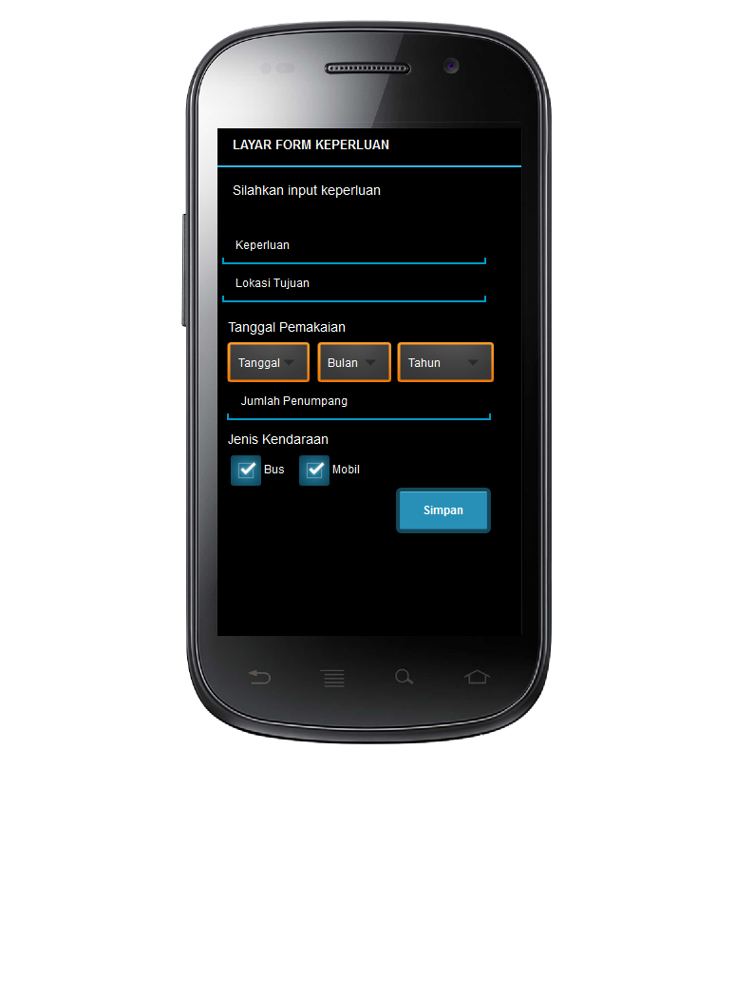 LAYAR FORM KEPERLUAN
Silahkan input keperluan
Keperluan
Lokasi Tujuan
Tanggal Pemakaian
Tanggal Bulan Tahun
Jumlah Penumpang
Jenis Kendaraan
Bus Mobil
Simpan